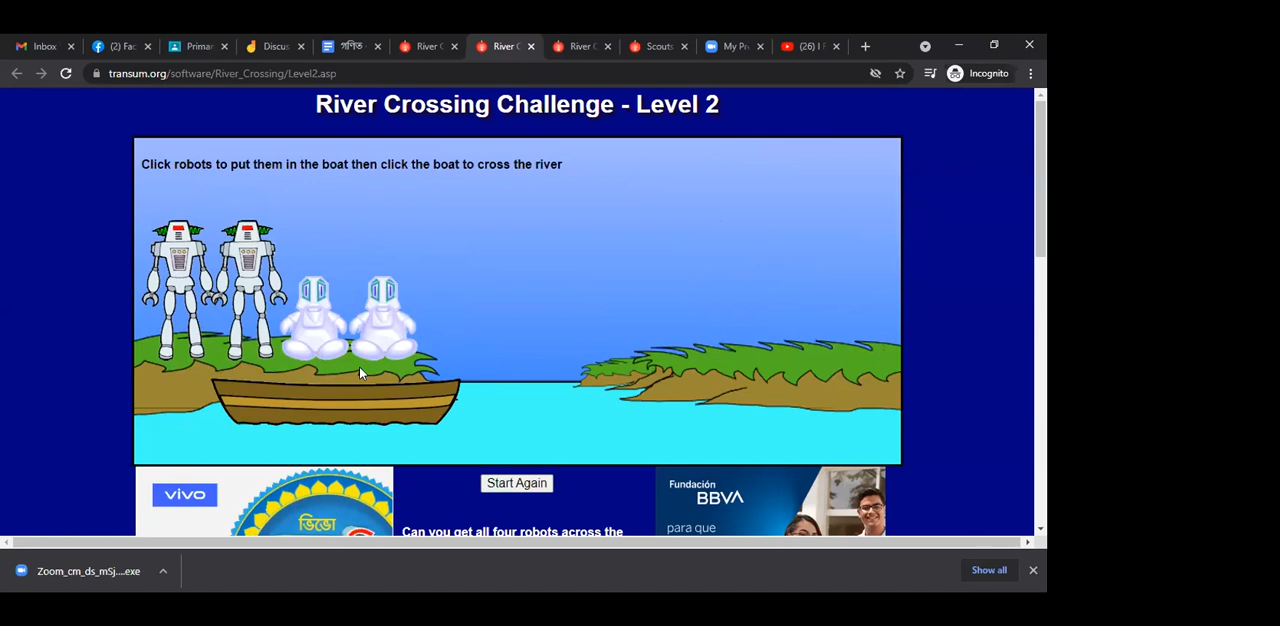 Inbox
(2) Fac
Primar
Discus
গণিত -
River C
River C
River C
Scouts
My Pro
(26) I F
transum.org/software/River_Crossing/Level2.asp
Incognito
River Crossing Challenge - Level 2
Click robots to put them in the boat then click the boat to cross the river
vivo
ভিভো
Start Again
Can you get all four robots across the
Fundación
BBVA
para que
Zoom_cm_ds_mSj....exe
Show all